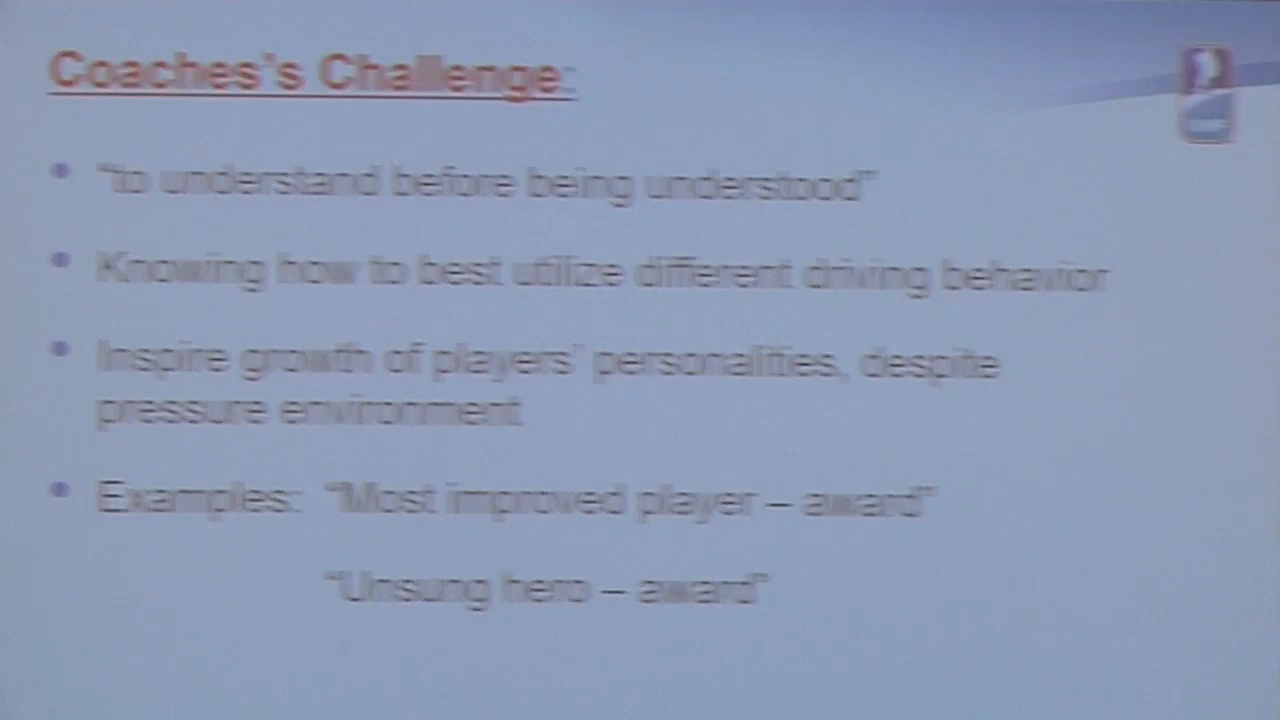 Coaches's Challenge:
"to understand before being understood"
Knowing how to best utilize different driving behavior
Inspire growth of players' personalities, despite
pressure environment
Examples: "Most improved player – award"
"Unsung hero – award"